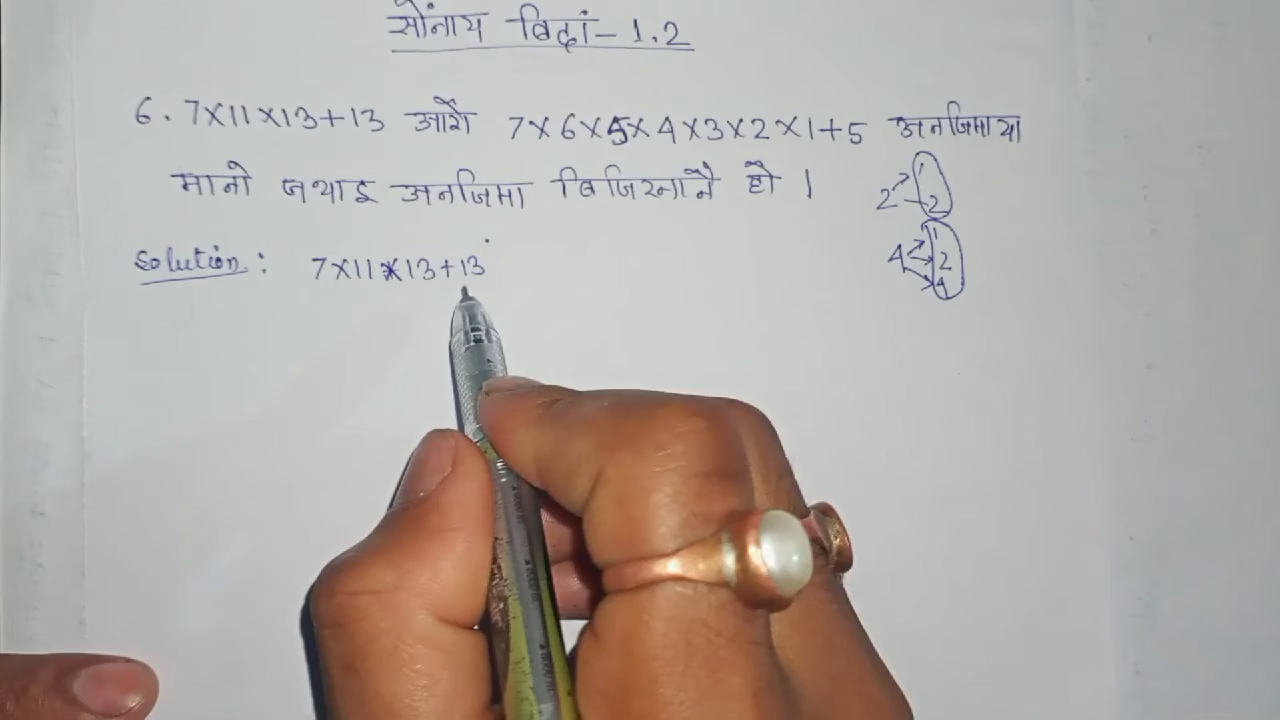 सोंनाय बिदां - 1.2
6. 7×11×13+13 आरो 7×6×5×4×3×2×1+5 अनजिमाया
मानो जथाइ अनजिमा बिजिरनानै हो ।
2 1 2
Solution: 7×11×13+13
4 1 2 4